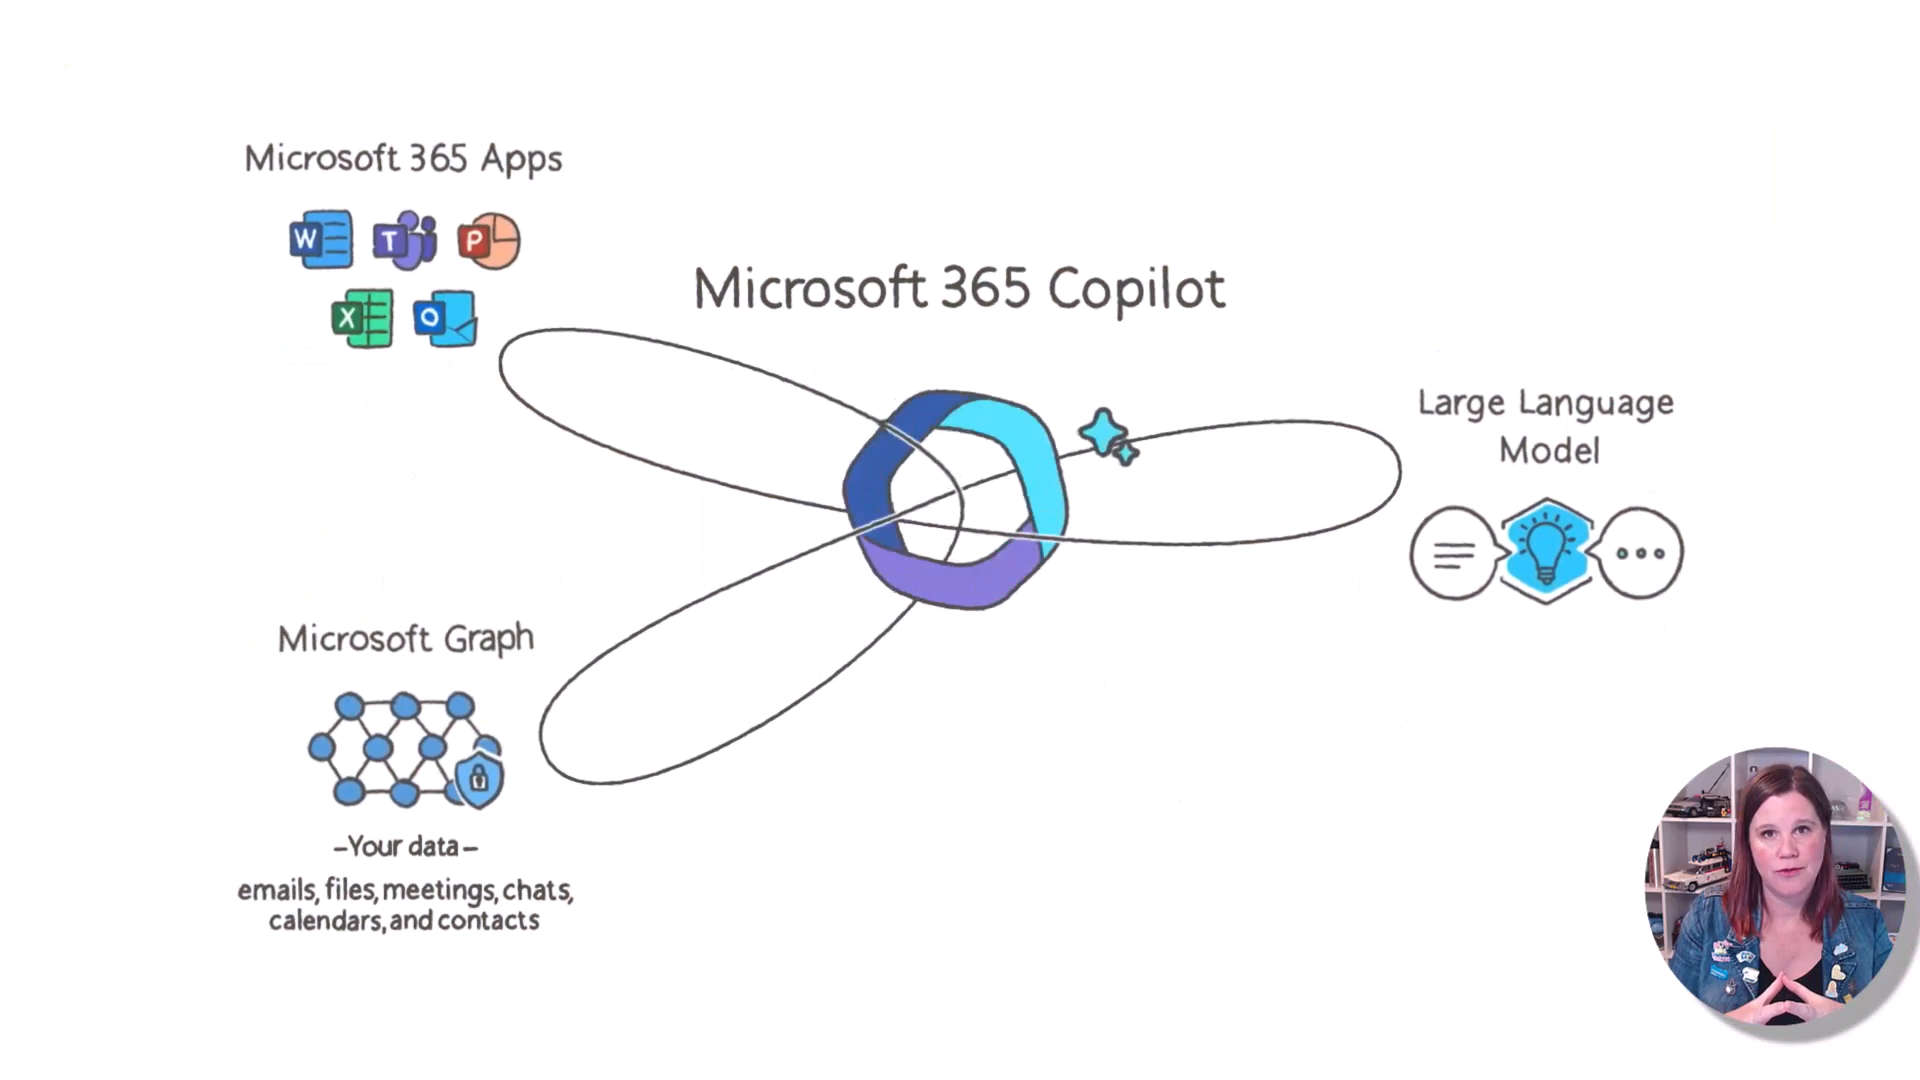 Microsoft 365 Apps
W
T
P
X
O
Microsoft 365 Copilot
Large Language
Model
Microsoft Graph
–Your data–
emails, files, meetings, chats,
calendars, and contacts